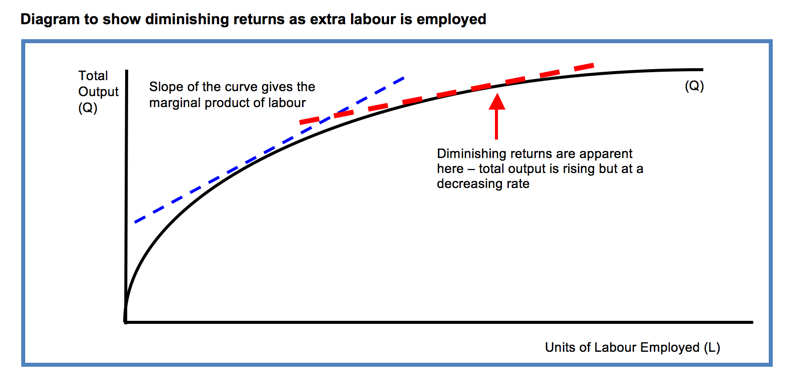 Diagram to show diminishing returns as extra labour is employed
Total
Output
(Q)
Slope of the curve gives the
marginal product of labour
(Q)
Diminishing returns are apparent
here – total output is rising but at a
decreasing rate
Units of Labour Employed (L)